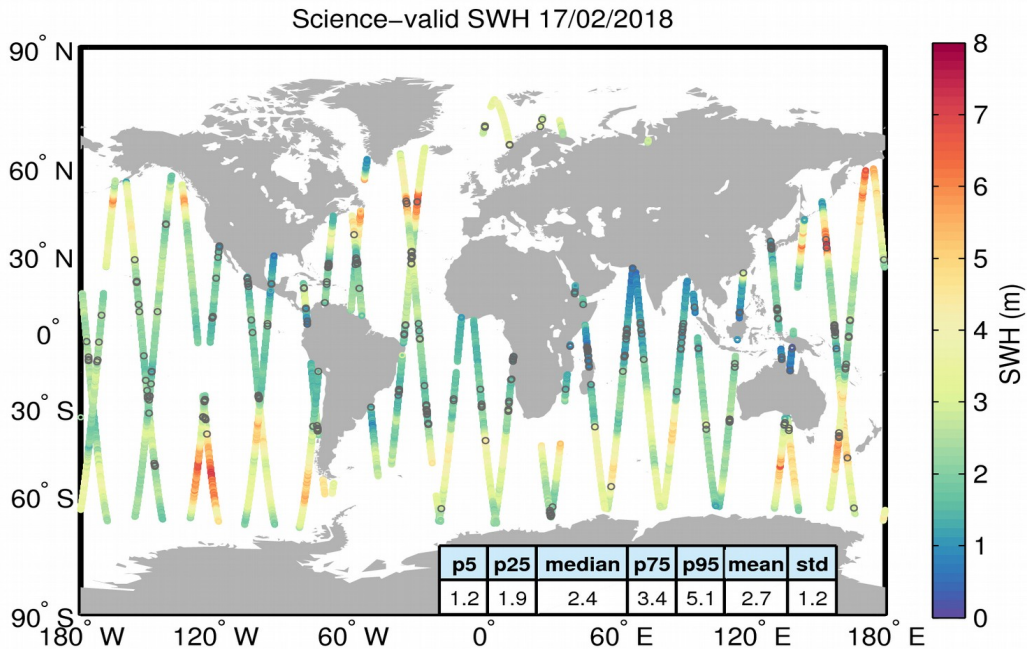 Science−valid SWH 17/02/2018
90° N
60° N
30° N
0°
30° S
60° S
90° S
180° W
120° W
60° W
0°
60° E
120° E
180° E
p5 p25 median p75 p95 mean std
1.2 1.9 2.4 3.4 5.1 2.7 1.2
8
7
6
5
4
3
2
1
0
SWH (m)